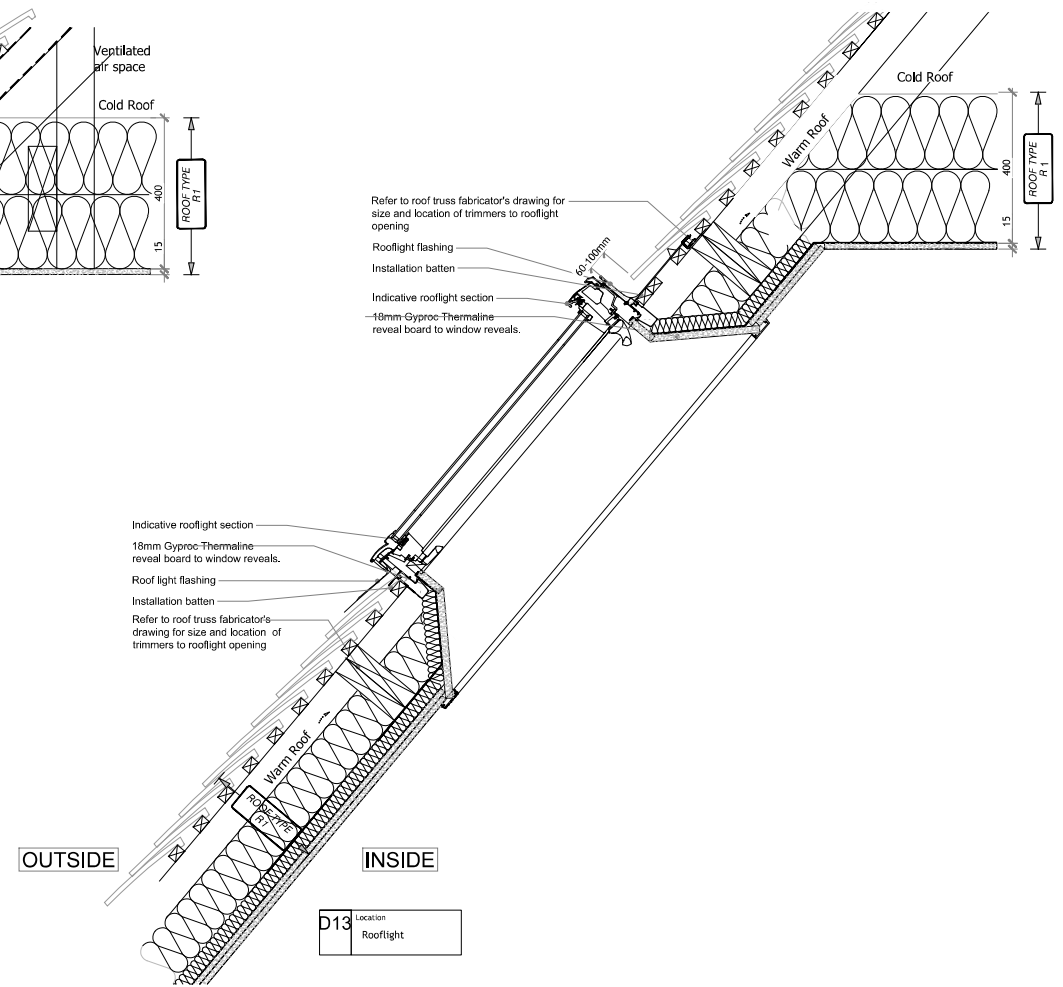 Ventilated
air space
Cold Roof
400
15
ROOF TYPE
R1
Cold Roof
Warm Roof
400
15
ROOF TYPE
R1
Refer to roof truss fabricator's drawing for
size and location of trimmers to rooflight
opening
Rooflight flashing
Installation batten
60-100mm
Indicative rooflight section
18mm Gyproc Thermaline
reveal board to window reveals.
Indicative rooflight section
18mm Gyproc Thermaline
reveal board to window reveals.
Roof light flashing
Installation batten
Refer to roof truss fabricator's
drawing for size and location of
trimmers to rooflight opening
Warm Roof
ROOF TYPE
R1
OUTSIDE
INSIDE
D13
Location
Rooflight